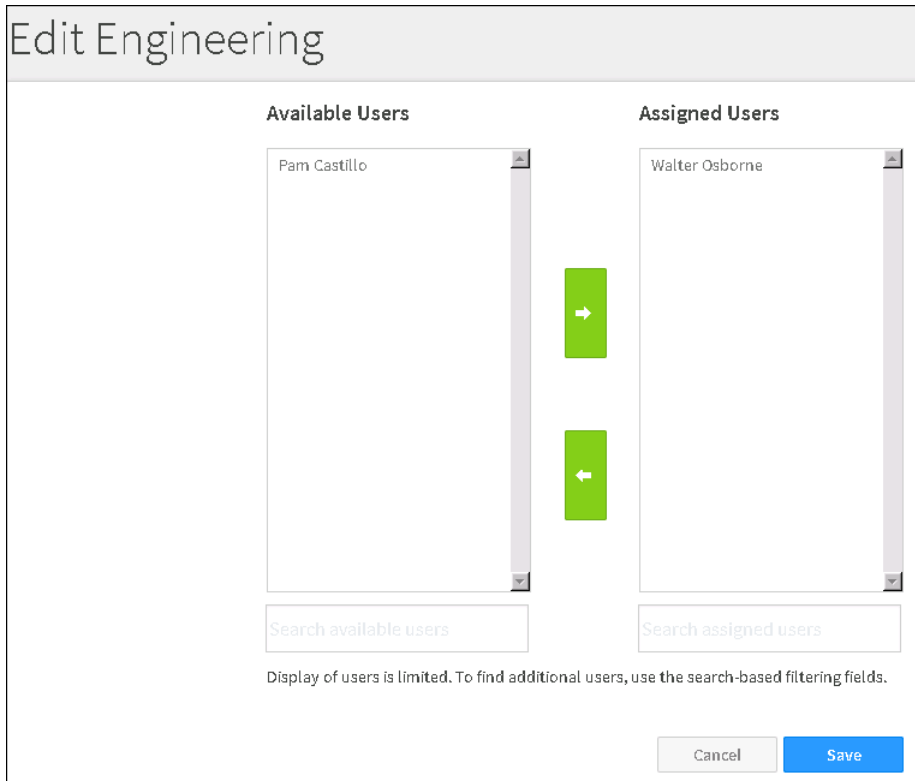 Edit Engineering
Available Users
Assigned Users
Pam Castillo
Walter Osborne
Search available users
Search assigned users
Display of users is limited. To find additional users, use the search-based filtering fields.
Cancel
Save